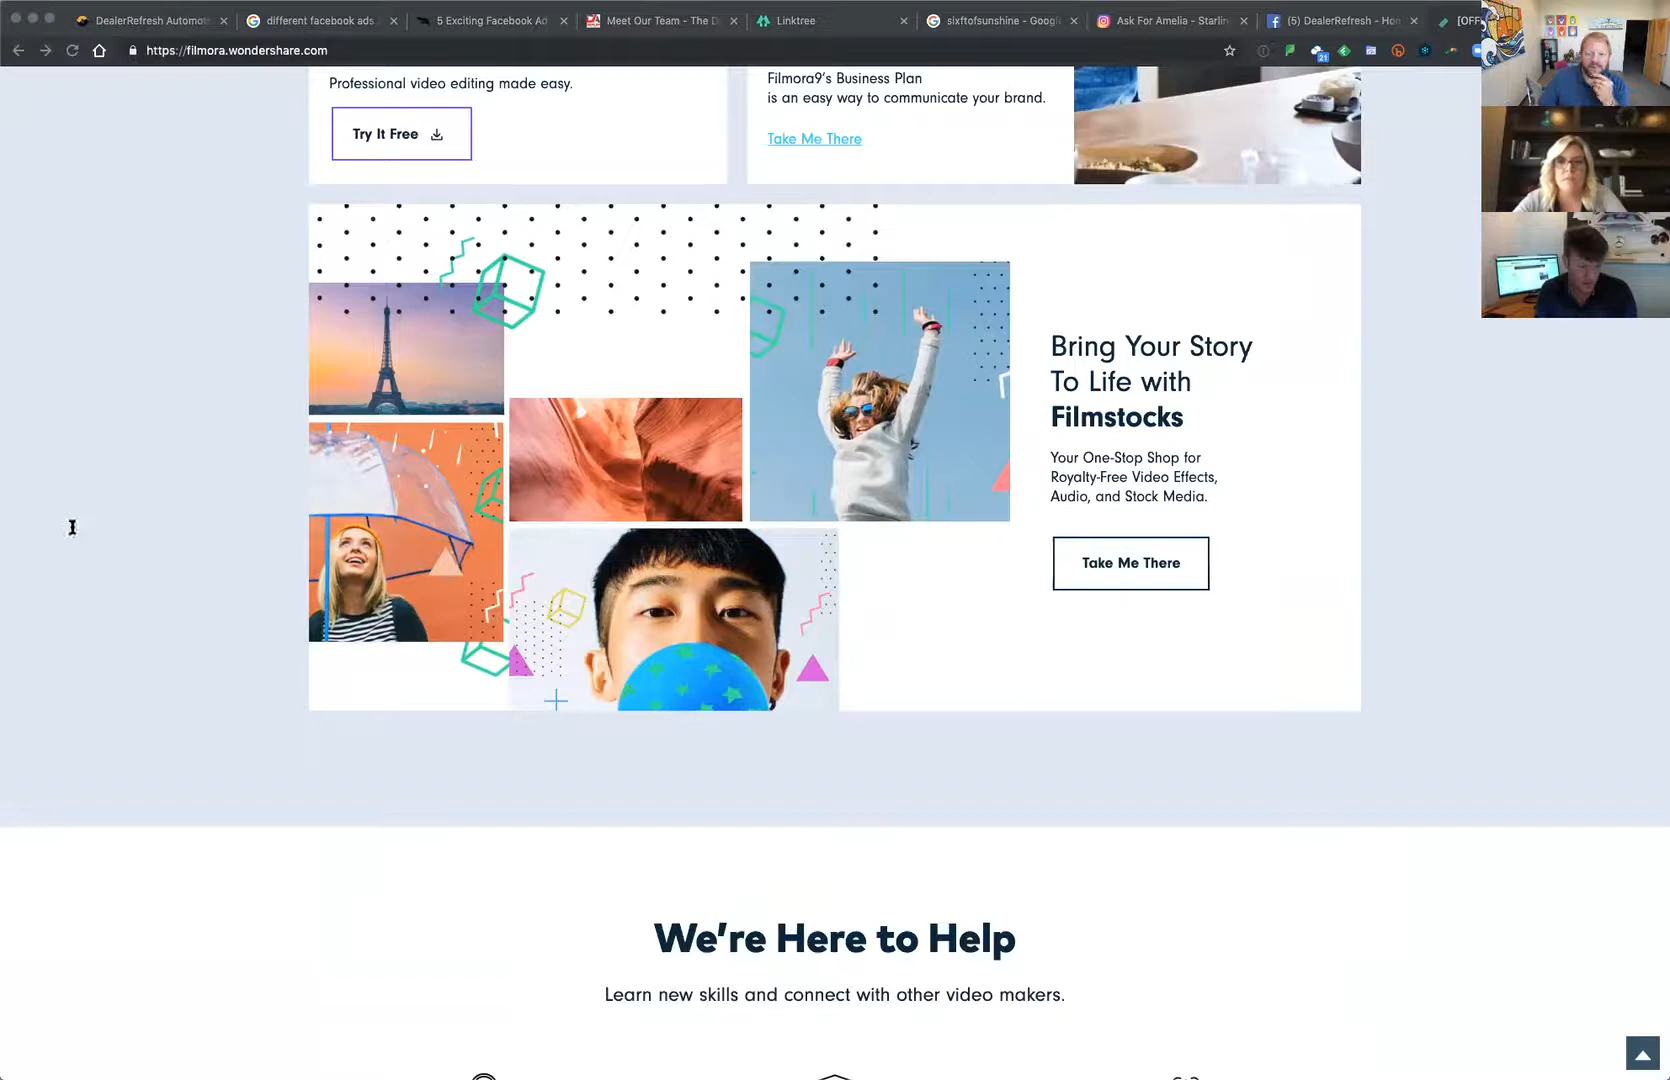 DealerRefresh Automot
different facebook ads
5 Exciting Facebook Ad
Meet Our Team - The D
Linktree
sixftofsunshine - Google
Ask For Amelia - Starlin
(5) DealerRefresh - Hom
[OFF
https://filmora.wondershare.com
21
Professional video editing made easy.
Try It Free
Filmora9's Business Plan
is an easy way to communicate your brand.
Take Me There
Bring Your Story
To Life with
Filmstocks
Your One-Stop Shop for
Royalty-Free Video Effects,
Audio, and Stock Media.
Take Me There
We're Here to Help
Learn new skills and connect with other video makers.